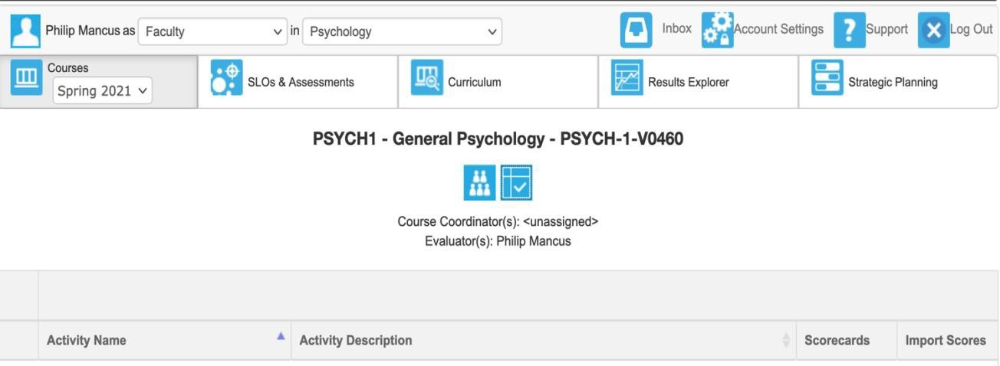 Philip Mancus as Faculty in Psychology Inbox Account Settings ? Support X Log Out
Courses
Spring 2021
SLOs & Assessments
Curriculum
Results Explorer
Strategic Planning
PSYCH1 - General Psychology - PSYCH-1-V0460
Course Coordinator(s): <unassigned>
Evaluator(s): Philip Mancus
Activity Name Activity Description Scorecards Import Scores